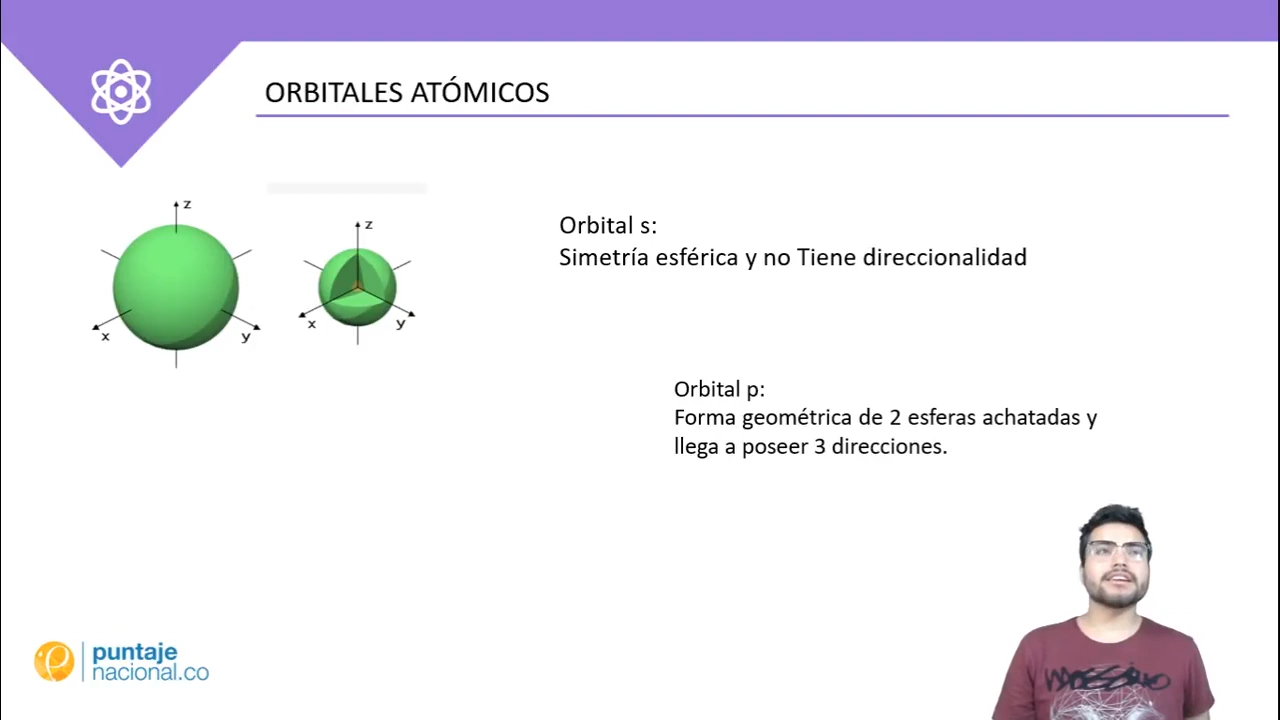 ORBITALES ATÓMICOS
z
x
y
z
x
y
Orbital s:
Simetría esférica y no Tiene direccionalidad
Orbital p:
Forma geométrica de 2 esferas achatadas y
llega a poseer 3 direcciones.
puntaje
nacional.co